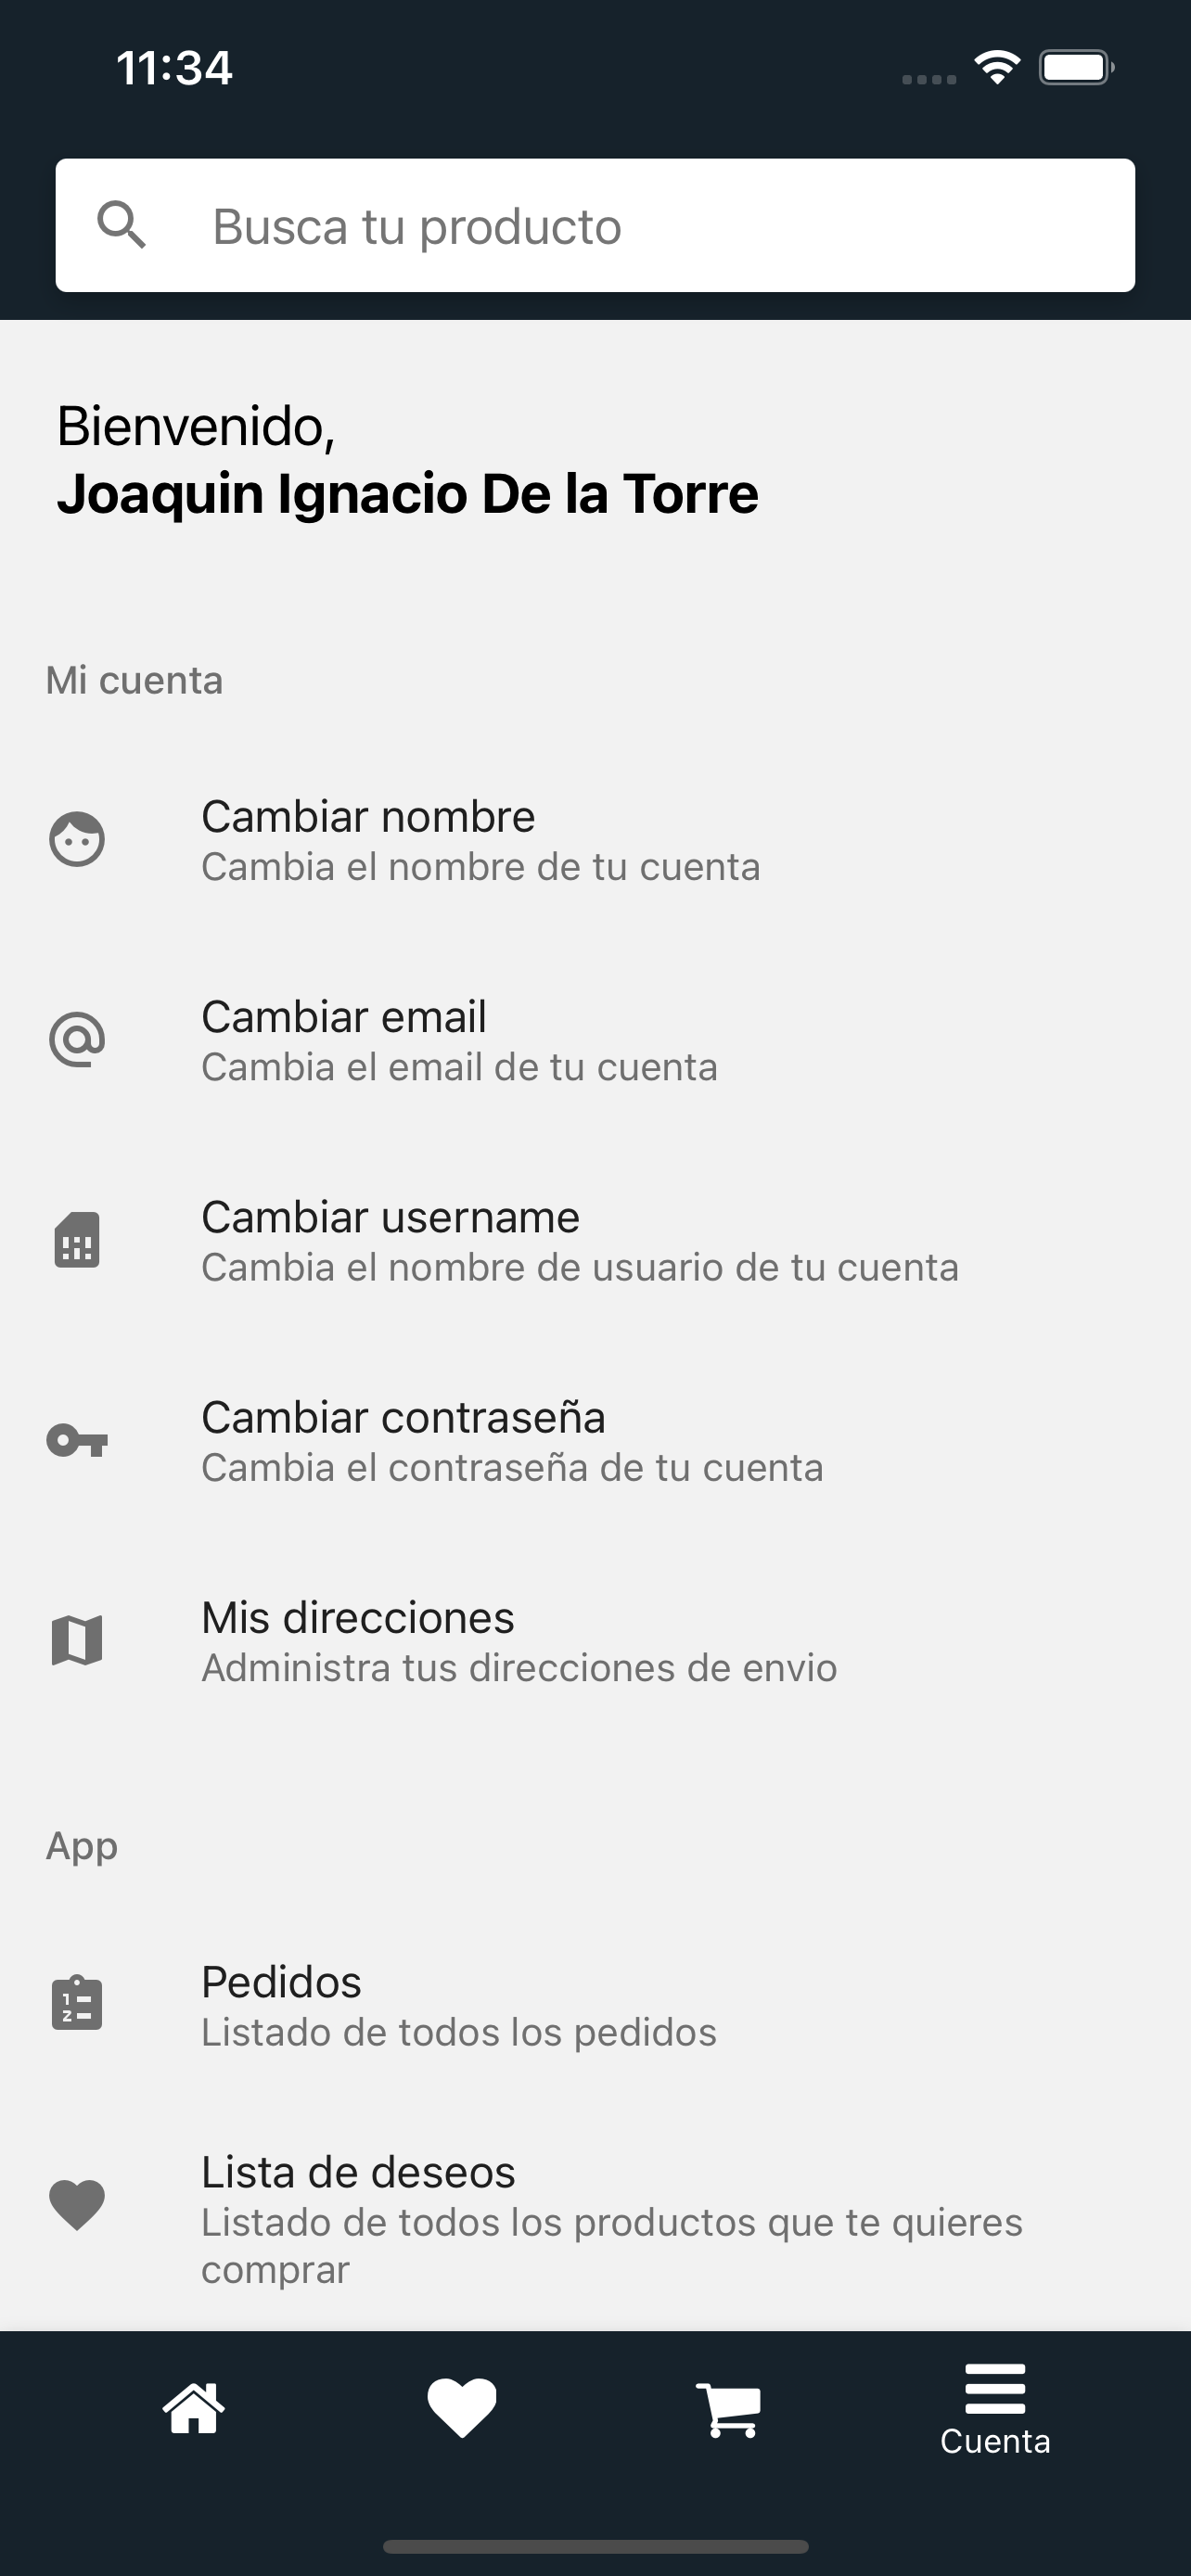 11:34
Busca tu producto
Bienvenido,
Joaquin Ignacio De la Torre
Mi cuenta
Cambiar nombre
Cambia el nombre de tu cuenta
Cambiar email
Cambia el email de tu cuenta
Cambiar username
Cambia el nombre de usuario de tu cuenta
Cambiar contraseña
Cambia el contraseña de tu cuenta
Mis direcciones
Administra tus direcciones de envio
App
Pedidos
Listado de todos los pedidos
Lista de deseos
Listado de todos los productos que te quieres
comprar
Cuenta